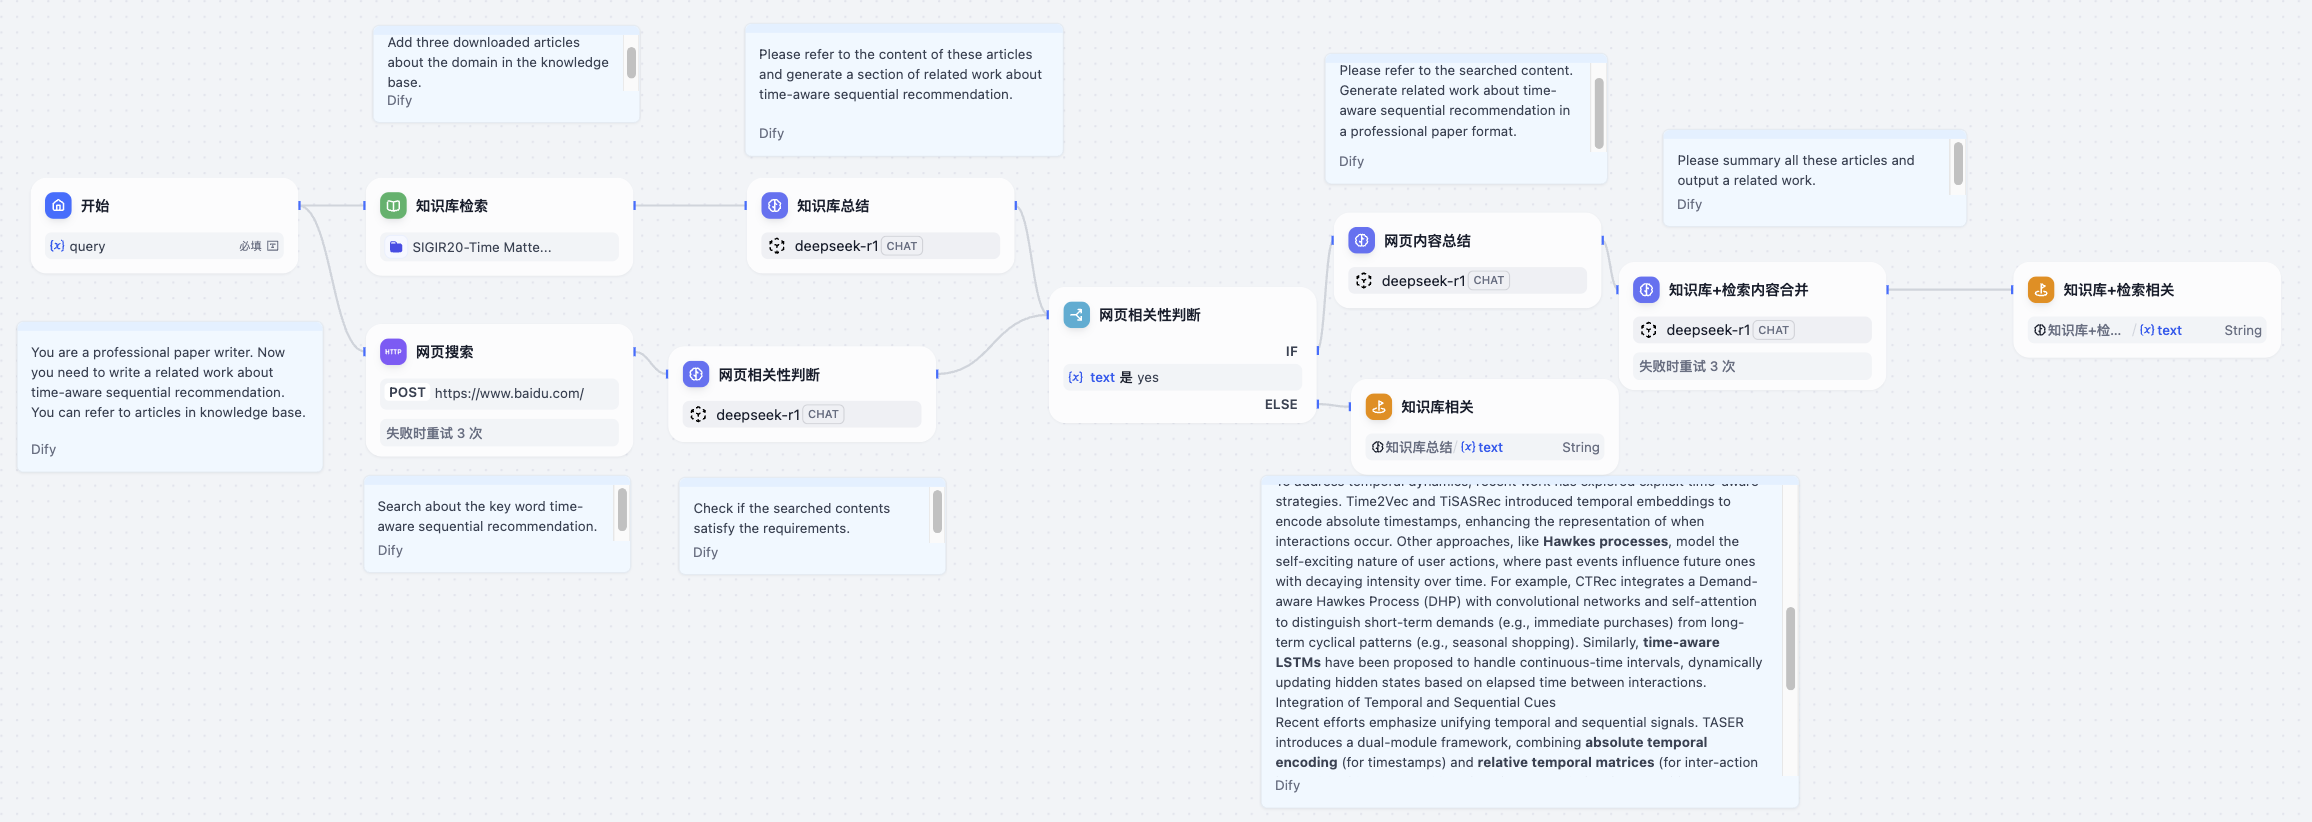 Add three downloaded articles
about the domain in the knowledge
base.
Dify
Please refer to the content of these articles
and generate a section of related work about
time-aware sequential recommendation.
Dify
Please refer to the searched content.
Generate related work about time-
aware sequential recommendation in
a professional paper format.
Dify
Please summary all these articles and
output a related work.
Dify
开始
{x} query 必填
知识库检索
SIGIR20-Time Matte...
知识库总结
deepseek-r1 CHAT
You are a professional paper writer. Now
you need to write a related work about
time-aware sequential recommendation.
You can refer to articles in knowledge base.
Dify
HTTP 网页搜索
POST https://www.baidu.com/
失败时重试 3 次
网页相关性判断
deepseek-r1 CHAT
Search about the key word time-
aware sequential recommendation.
Dify
Check if the searched contents
satisfy the requirements.
Dify
网页相关性判断
IF
{x} text 是 yes
ELSE
网页内容总结
deepseek-r1 CHAT
知识库相关
知识库总结 / {x} text String
知识库+检索内容合并
deepseek-r1 CHAT
失败时重试 3 次
知识库+检索相关
知识库+检... / {x} text String
To address temporal dynamics, recent work has explored explicit time-aware
strategies. Time2Vec and TiSASRec introduced temporal embeddings to
encode absolute timestamps, enhancing the representation of when
interactions occur. Other approaches, like Hawkes processes, model the
self-exciting nature of user actions, where past events influence future ones
with decaying intensity over time. For example, CTRec integrates a Demand-
aware Hawkes Process (DHP) with convolutional networks and self-attention
to distinguish short-term demands (e.g., immediate purchases) from long-
term cyclical patterns (e.g., seasonal shopping). Similarly, time-aware
LSTMs have been proposed to handle continuous-time intervals, dynamically
updating hidden states based on elapsed time between interactions.
Integration of Temporal and Sequential Cues
Recent efforts emphasize unifying temporal and sequential signals. TASER
introduces a dual-module framework, combining absolute temporal
encoding (for timestamps) and relative temporal matrices (for inter-action
Dify